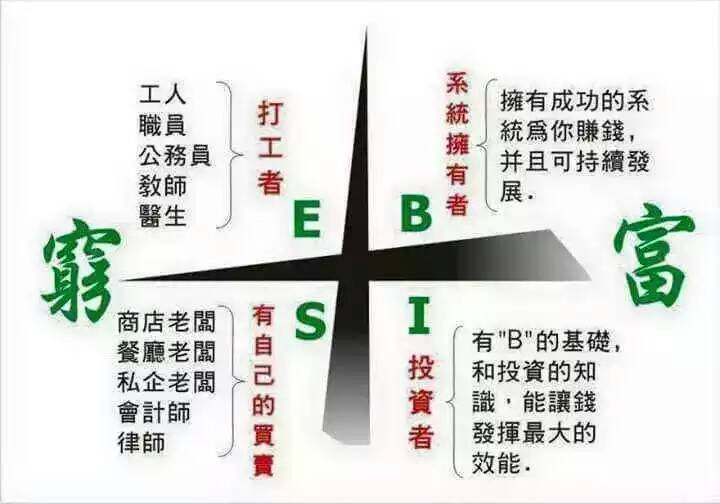 工人
職員
公務員
教師
醫生
打工者
E
B
系統擁有者
擁有成功的系
統爲你賺錢，
并且可持續發
展．
窮
富
商店老闆
餐廳老闆
私企老闆
會計師
律師
有自己的買賣
S
I
投資者
有"B"的基礎，
和投資的知
識，能讓錢
發揮最大的
效能．